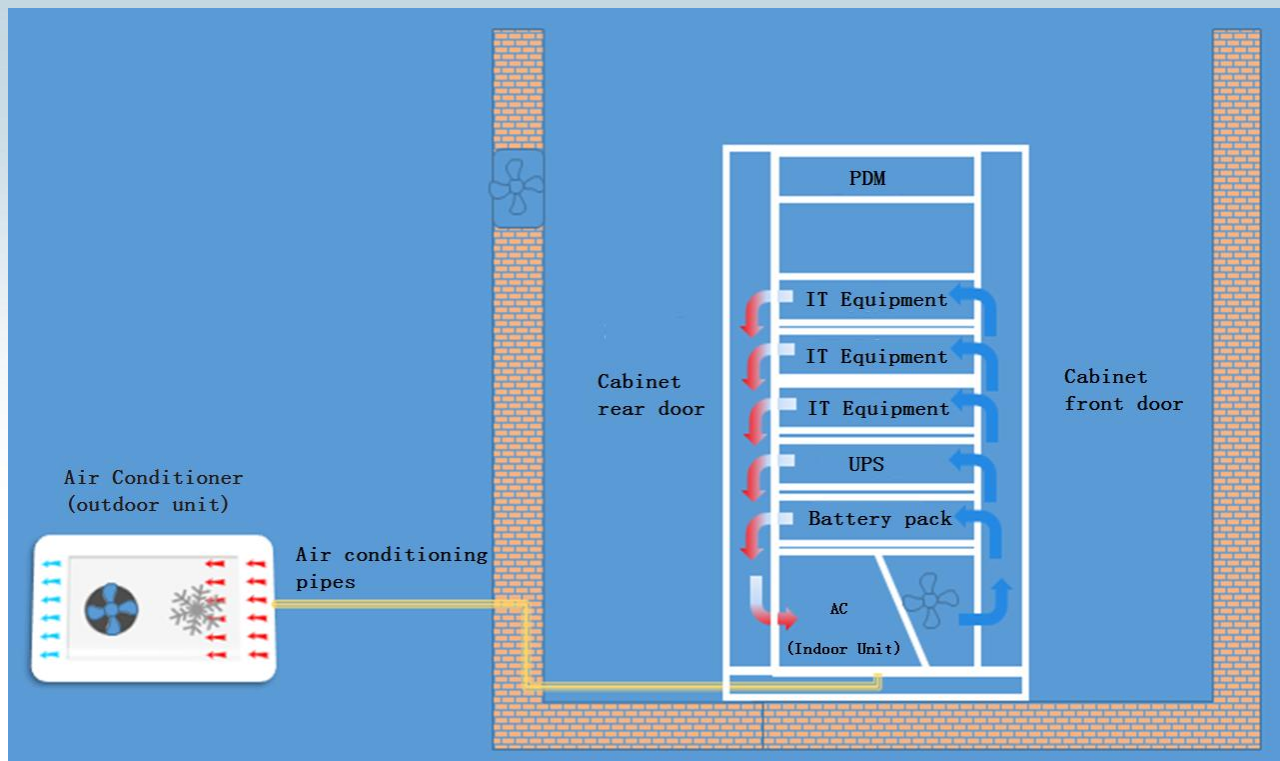 PDM
IT Equipment
IT Equipment
Cabinet
rear door
Cabinet
front door
IT Equipment
UPS
Air Conditioner
(outdoor unit)
Battery pack
Air conditioning
pipes
AC
(Indoor Unit)